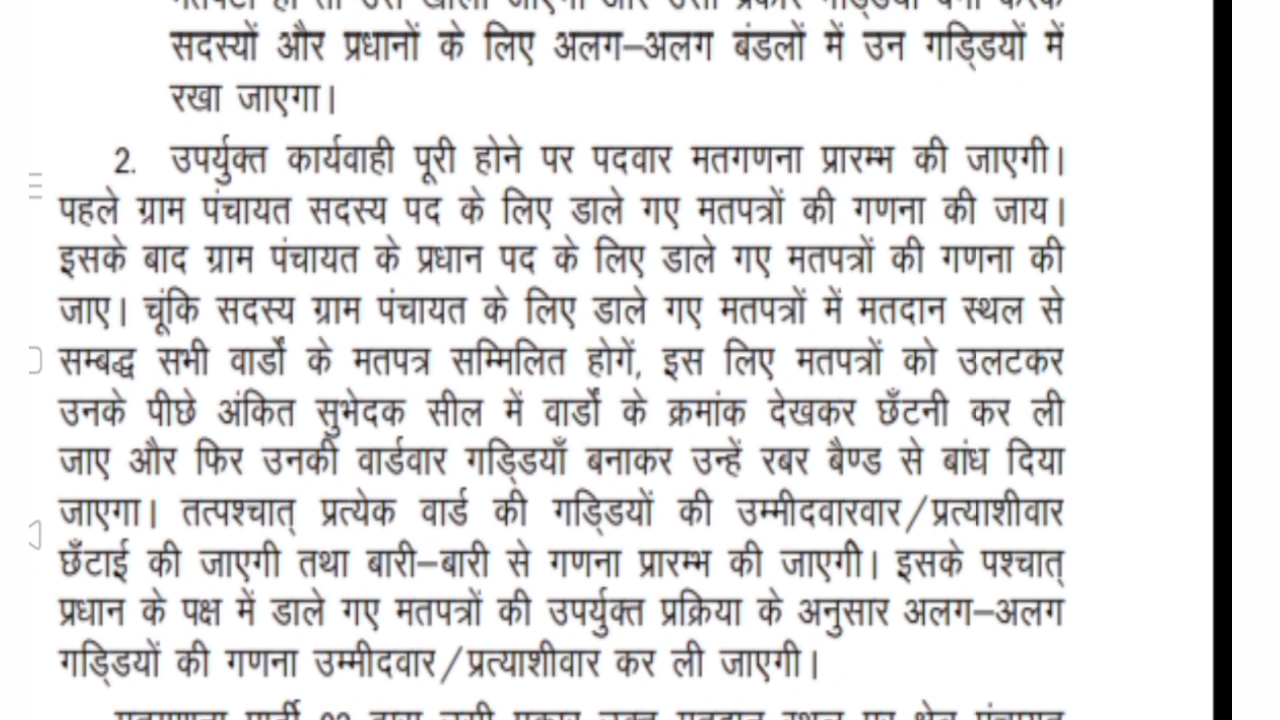 सदस्यों और प्रधानों के लिए अलग–अलग बंडलों में उन गड्डियों में
रखा जाएगा।
2. उपर्युक्त कार्यवाही पूरी होने पर पदवार मतगणना प्रारम्भ की जाएगी।
पहले ग्राम पंचायत सदस्य पद के लिए डाले गए मतपत्रों की गणना की जाय।
इसके बाद ग्राम पंचायत के प्रधान पद के लिए डाले गए मतपत्रों की गणना की
जाए। चूंकि सदस्य ग्राम पंचायत के लिए डाले गए मतपत्रों में मतदान स्थल से
सम्बद्ध सभी वार्डों के मतपत्र सम्मिलित होगें, इस लिए मतपत्रों को उलटकर
उनके पीछे अंकित सुभेदक सील में वार्डों के क्रमांक देखकर छँटनी कर ली
जाए और फिर उनकी वार्डवार गड्डियाँ बनाकर उन्हें रबर बैण्ड से बांध दिया
जाएगा। तत्पश्चात् प्रत्येक वार्ड की गड्डियों की उम्मीदवारवार/प्रत्याशीवार
छँटाई की जाएगी तथा बारी–बारी से गणना प्रारम्भ की जाएगी। इसके पश्चात्
प्रधान के पक्ष में डाले गए मतपत्रों की उपर्युक्त प्रक्रिया के अनुसार अलग–अलग
गड्डियों की गणना उम्मीदवार/प्रत्याशीवार कर ली जाएगी।